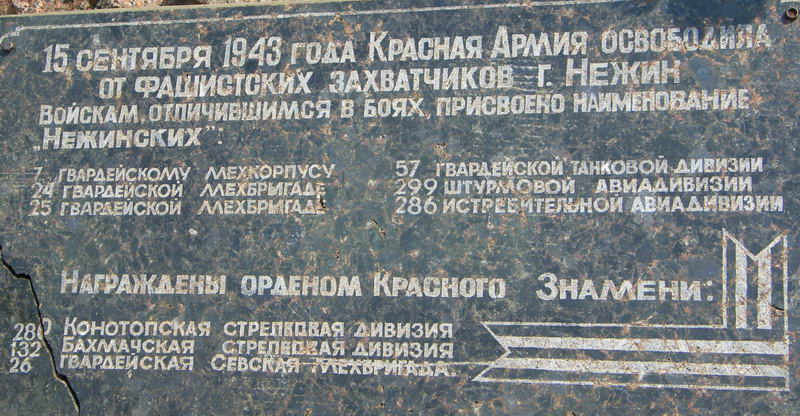 15 СЕНТЯБРЯ 1943 ГОДА КРАСНАЯ АРМИЯ ОСВОБОДИЛА
ОТ ФАШИСТСКИХ ЗАХВАТЧИКОВ Г. НЕЖИН
ВОЙСКАМ, ОТЛИЧИВШИМСЯ В БОЯХ, ПРИСВОЕНО НАИМЕНОВАНИЕ
„НЕЖИНСКИХ":
7 ГВАРДЕЙСКОМУ МЕХКОРПУСУ
24 ГВАРДЕЙСКОЙ МЕХБРИГАДЕ
25 ГВАРДЕЙСКОЙ МЕХБРИГАДЕ
57 ГВАРДЕЙСКОЙ ТАНКОВОЙ ДИВИЗИИ
299 ШТУРМОВОЙ АВИАДИВИЗИИ
286 ИСТРЕБИТЕЛЬНОЙ АВИАДИВИЗИИ
НАГРАЖДЕНЫ ОРДЕНОМ КРАСНОГО ЗНАМЕНИ:
280 КОНОТОПСКАЯ СТРЕЛКОВАЯ ДИВИЗИЯ
132 БАХМАЧСКАЯ СТРЕЛКОВАЯ ДИВИЗИЯ
26 ГВАРДЕЙСКАЯ СЕВСКАЯ МЕХБРИГАДА